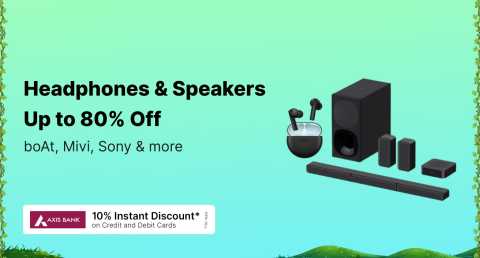 Headphones & Speakers
Up to 80% Off
boAt, Mivi, Sony & more
AXIS BANK
10% Instant Discount*
on Credit and Debit Cards